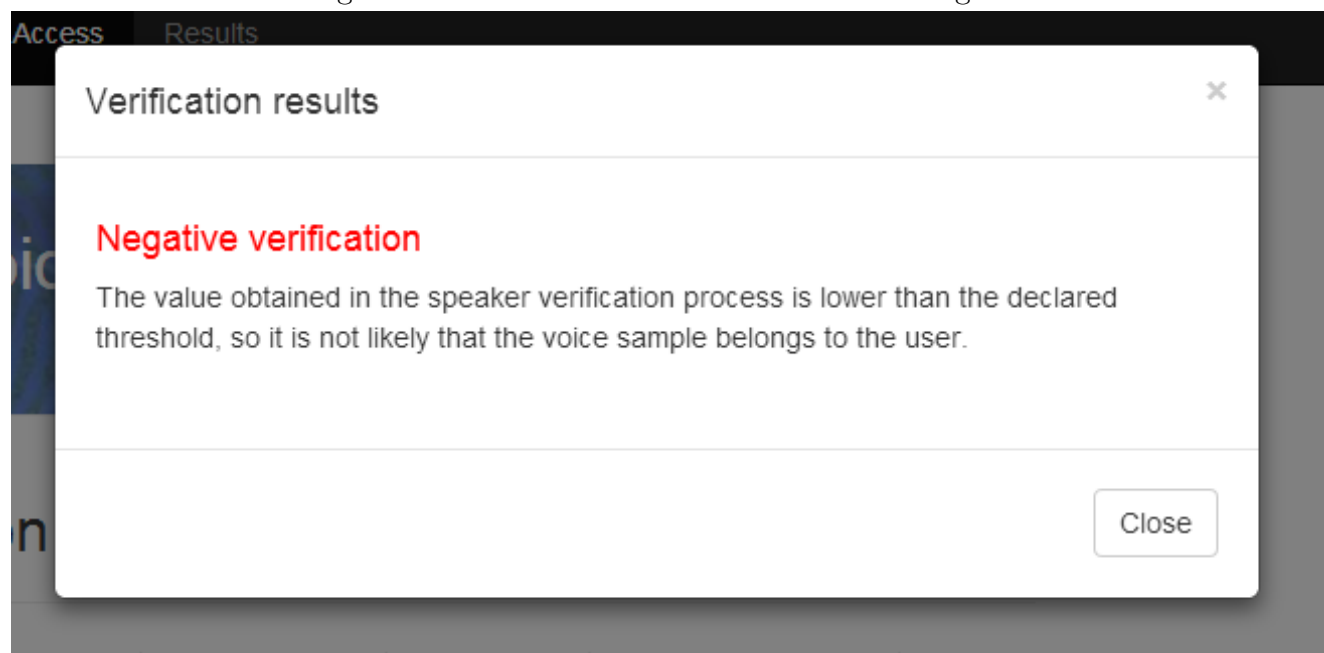 Access Results
Verification results
×
Negative verification
The value obtained in the speaker verification process is lower than the declared
threshold, so it is not likely that the voice sample belongs to the user.
Close